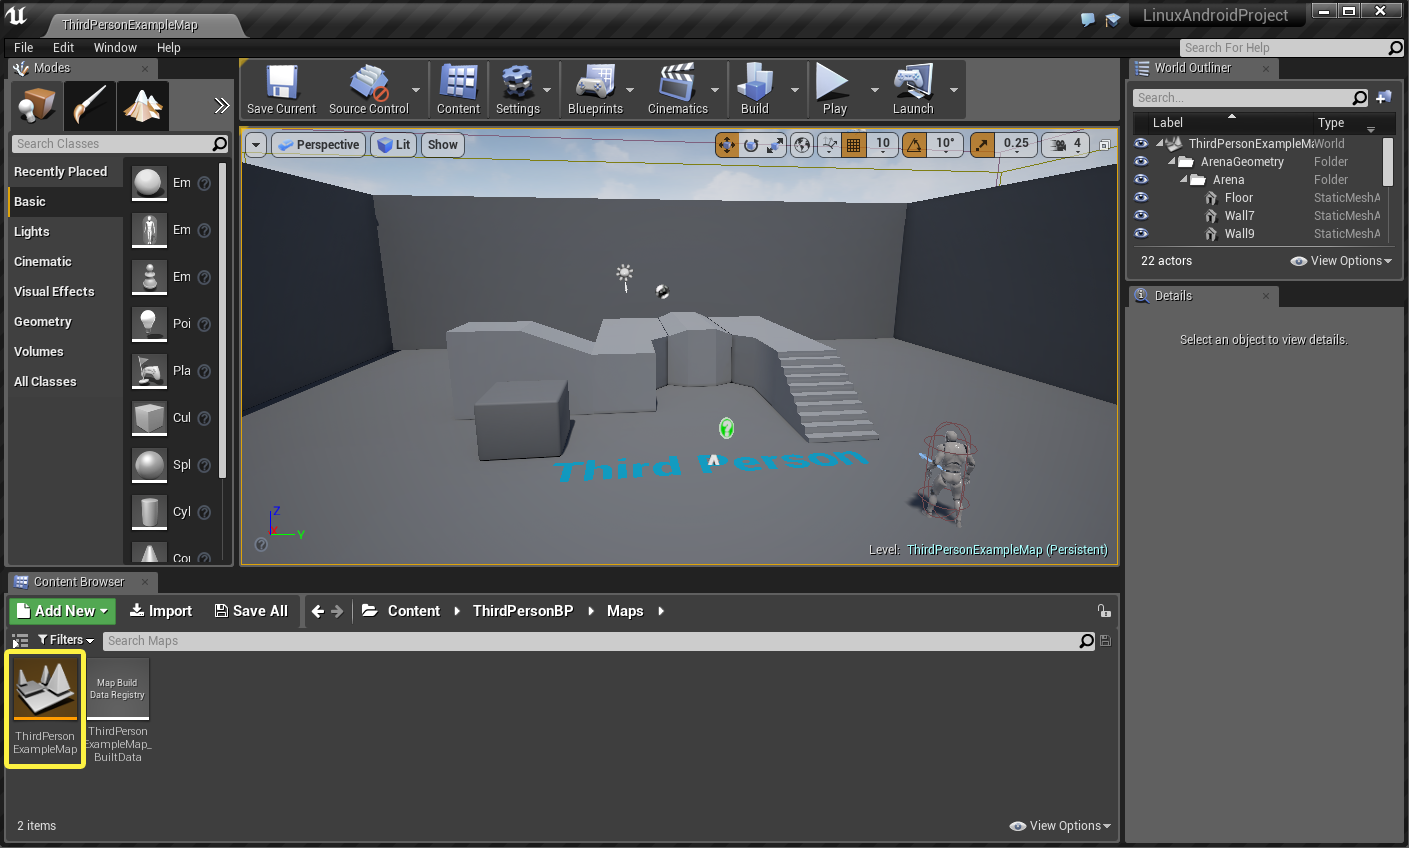 ThirdPersonExampleMap
LinuxAndroidProject
File Edit Window Help
Search For Help
Modes
Search Classes
Recently Placed
Basic
Lights
Cinematic
Visual Effects
Geometry
Volumes
All Classes
Em
Em
Em
Poi
Pla
Cul
Spl
Cyl
Coı
Save Current
Source Control
Content
Settings
Blueprints
Cinematics
Build
Play
Launch
Perspective
Lit
Show
10
10°
0.25
4
Third Person
Z
X
Y
Level: ThirdPersonExampleMap (Persistent)
World Outliner
Search...
Label Type
ThirdPersonExampleMa World
ArenaGeometry Folder
Arena Folder
Floor StaticMeshA
Wall7 StaticMeshA
Wall9 StaticMeshA
22 actors
View Options
Details
Select an object to view details.
Content Browser
Add New
Import
Save All
Content
ThirdPersonBP
Maps
Filters
Search Maps
ThirdPerson
ExampleMap
Map Build
Data Registry
ThirdPerson
ExampleMap_
BuiltData
2 items
View Options